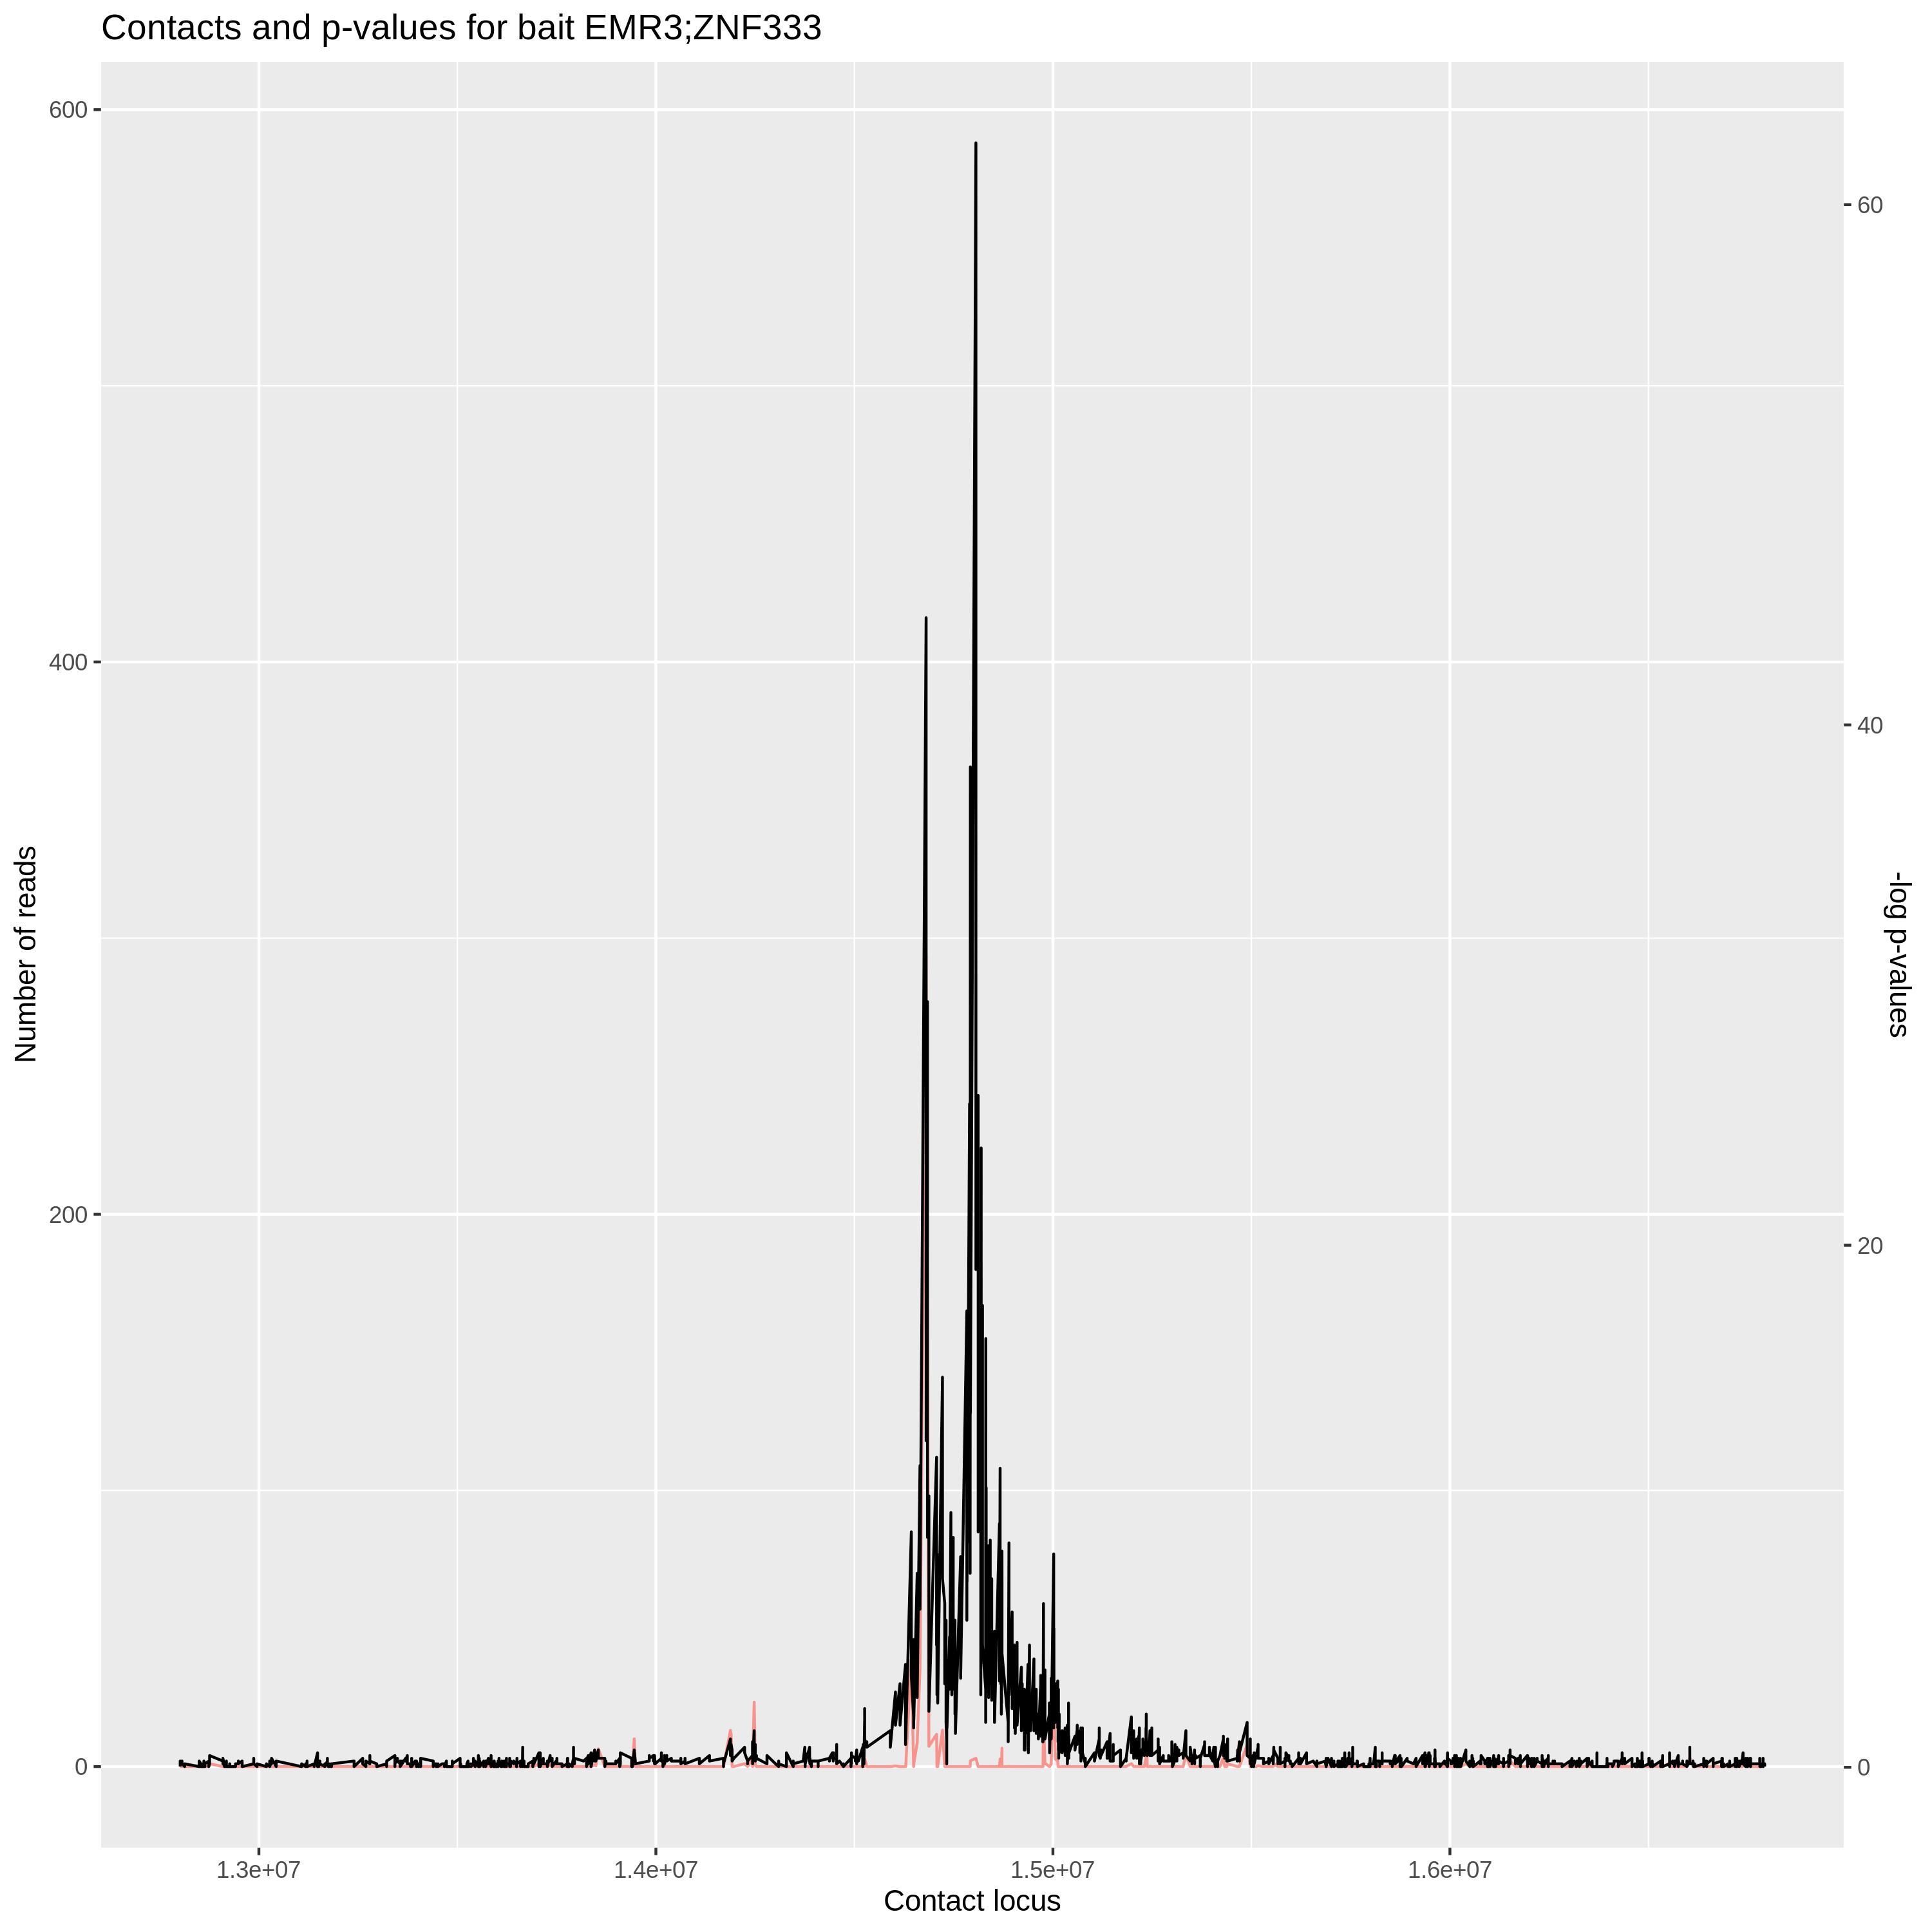 Contacts and p-values for bait EMR3;ZNF333
600
400
200
0
Number of reads
60
40
20
0
-log p-values
1.3e+07
1.4e+07
1.5e+07
1.6e+07
Contact locus